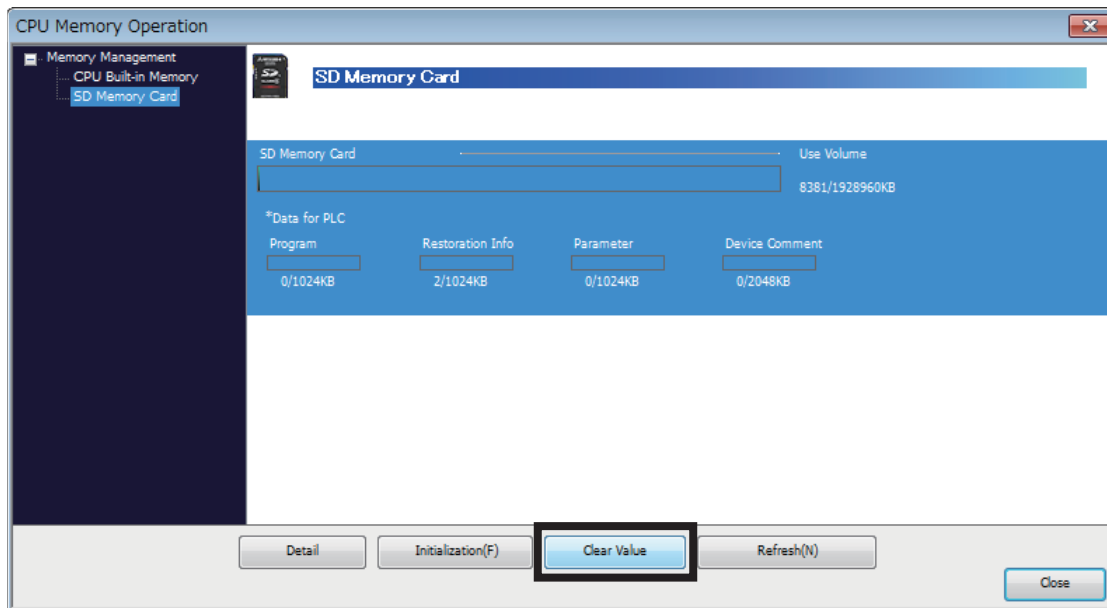 CPU Memory Operation
Memory Management
CPU Built-in Memory
SD Memory Card
SD Memory Card
SD Memory Card
Use Volume
8381/1928960KB
*Data for PLC
Program
Restoration Info
Parameter
Device Comment
0/1024KB
2/1024KB
0/1024KB
0/2048KB
Detail
Initialization(F)
Clear Value
Refresh(N)
Close